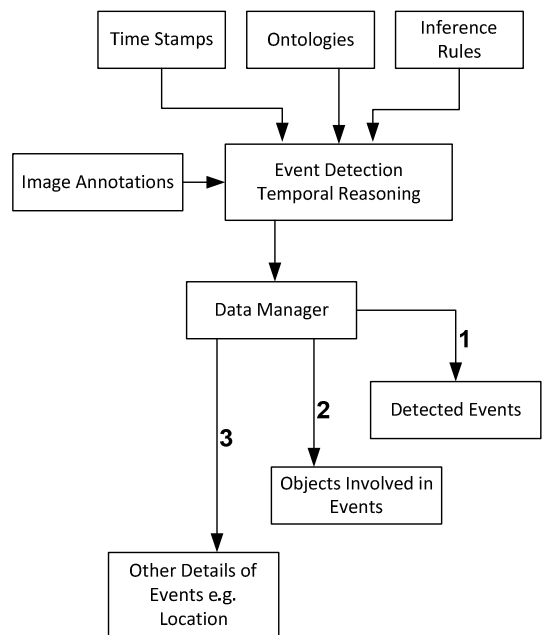 Time Stamps
Ontologies
Inference
Rules
Image Annotations
Event Detection
Temporal Reasoning
Data Manager
1
Detected Events
2
Objects Involved in
Events
3
Other Details of
Events e.g.
Location